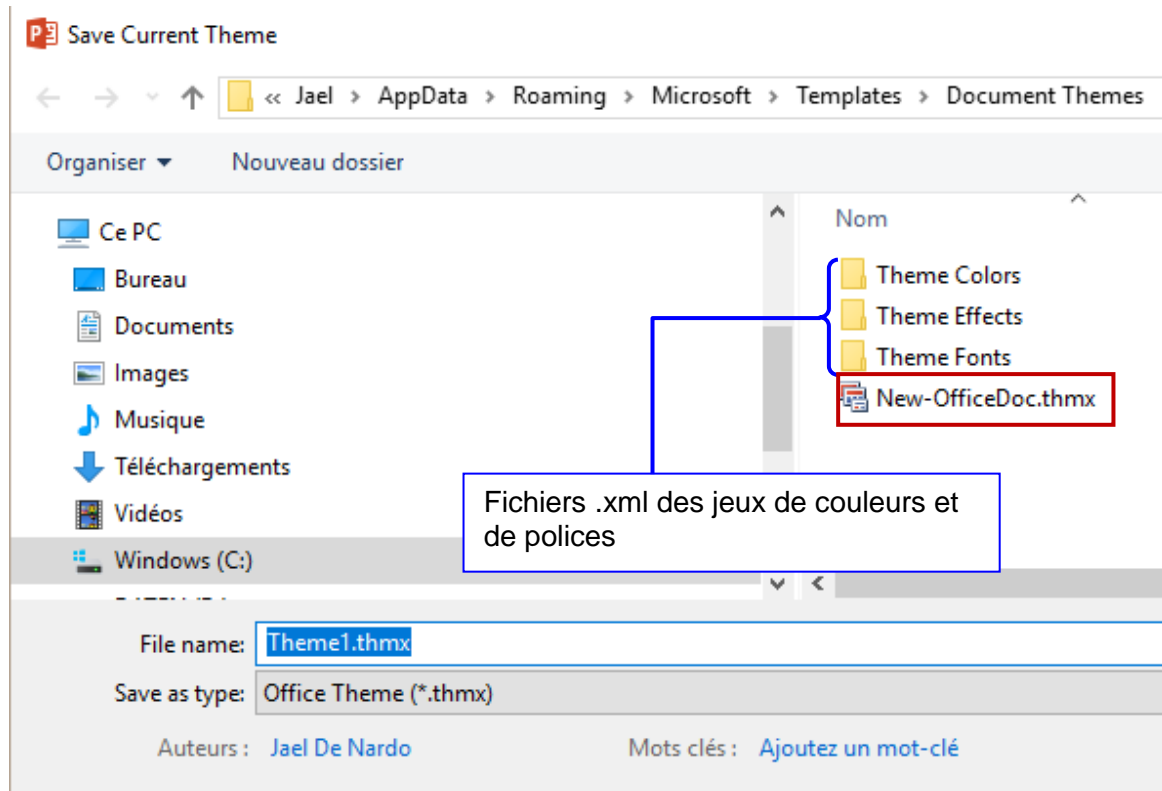 Save Current Theme
« Jael > AppData > Roaming > Microsoft > Templates > Document Themes
Organiser Nouveau dossier
Ce PC
Bureau
Documents
Images
Musique
Téléchargements
Vidéos
Windows (C:)
Nom
Theme Colors
Theme Effects
Theme Fonts
New-OfficeDoc.thmx
Fichiers .xml des jeux de couleurs et
de polices
File name: Theme1.thmx
Save as type: Office Theme (*.thmx)
Auteurs : Jael De Nardo Mots clés : Ajoutez un mot-clé